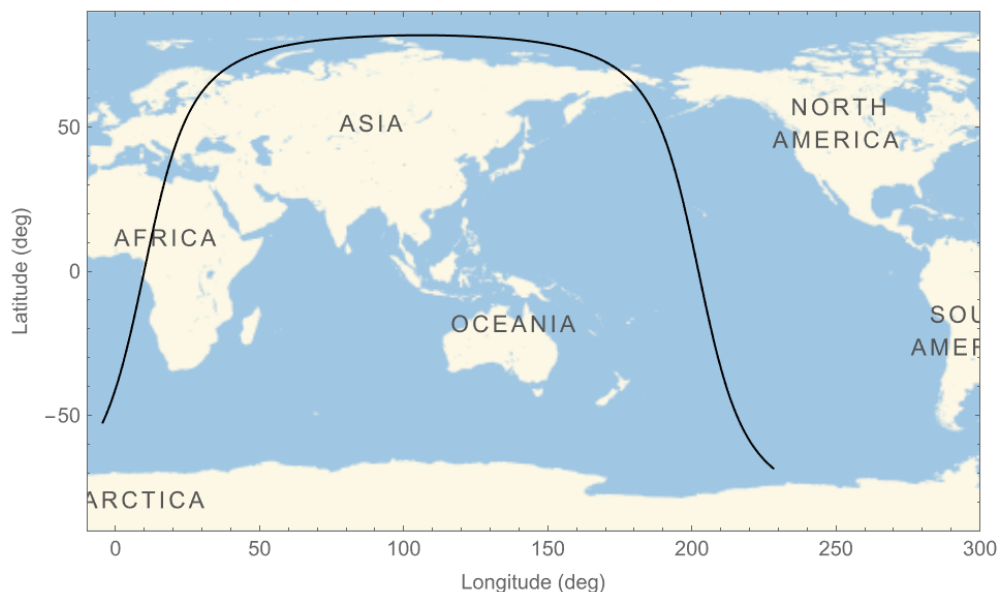 NORTH
AMERICA
ASIA
50
AFRICA
0
Latitude (deg)
OCEANIA
SOU
AMER
−50
ARCTICA
0
50
100
150
200
250
300
Longitude (deg)